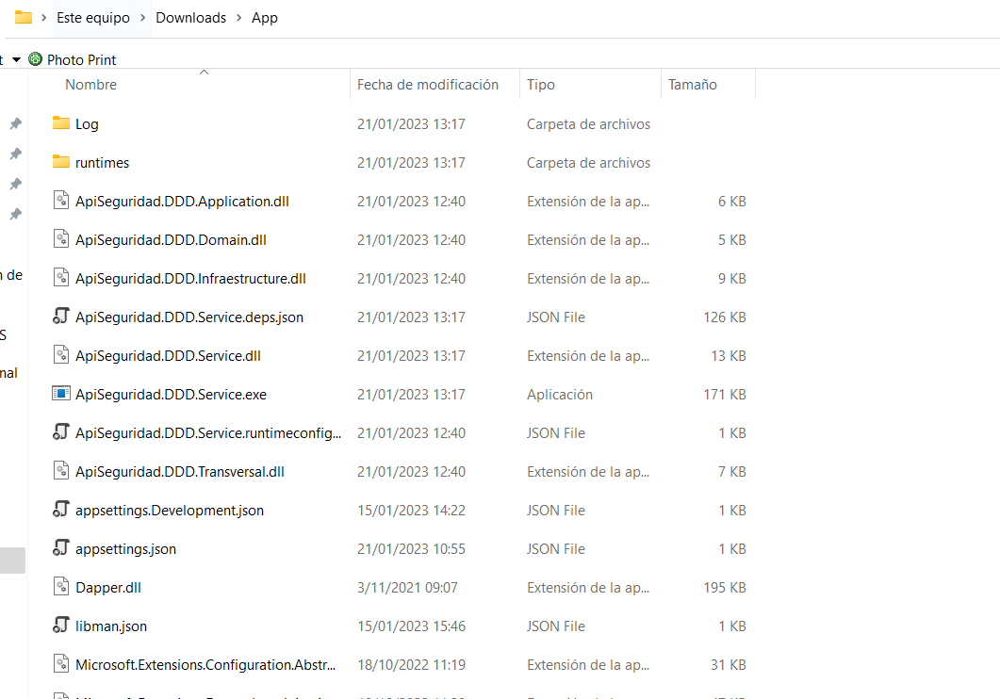 Este equipo > Downloads > App
t Photo Print
Nombre Fecha de modificación Tipo Tamaño
Log 21/01/2023 13:17 Carpeta de archivos
runtimes 21/01/2023 13:17 Carpeta de archivos
ApiSeguridad.DDD.Application.dll 21/01/2023 12:40 Extensión de la ap... 6 KB
ApiSeguridad.DDD.Domain.dll 21/01/2023 12:40 Extensión de la ap... 5 KB
n de
ApiSeguridad.DDD.Infraestructure.dll 21/01/2023 12:40 Extensión de la ap... 9 KB
ApiSeguridad.DDD.Service.deps.json 21/01/2023 13:17 JSON File 126 KB
S
ApiSeguridad.DDD.Service.dll 21/01/2023 13:17 Extensión de la ap... 13 KB
nal
ApiSeguridad.DDD.Service.exe 21/01/2023 13:17 Aplicación 171 KB
ApiSeguridad.DDD.Service.runtimeconfig... 21/01/2023 12:40 JSON File 1 KB
ApiSeguridad.DDD.Transversal.dll 21/01/2023 12:40 Extensión de la ap... 7 KB
appsettings.Development.json 15/01/2023 14:22 JSON File 1 KB
appsettings.json 21/01/2023 10:55 JSON File 1 KB
Dapper.dll 3/11/2021 09:07 Extensión de la ap... 195 KB
libman.json 15/01/2023 15:46 JSON File 1 KB
Microsoft.Extensions.Configuration.Abstr... 18/10/2022 11:19 Extensión de la ap... 31 KB